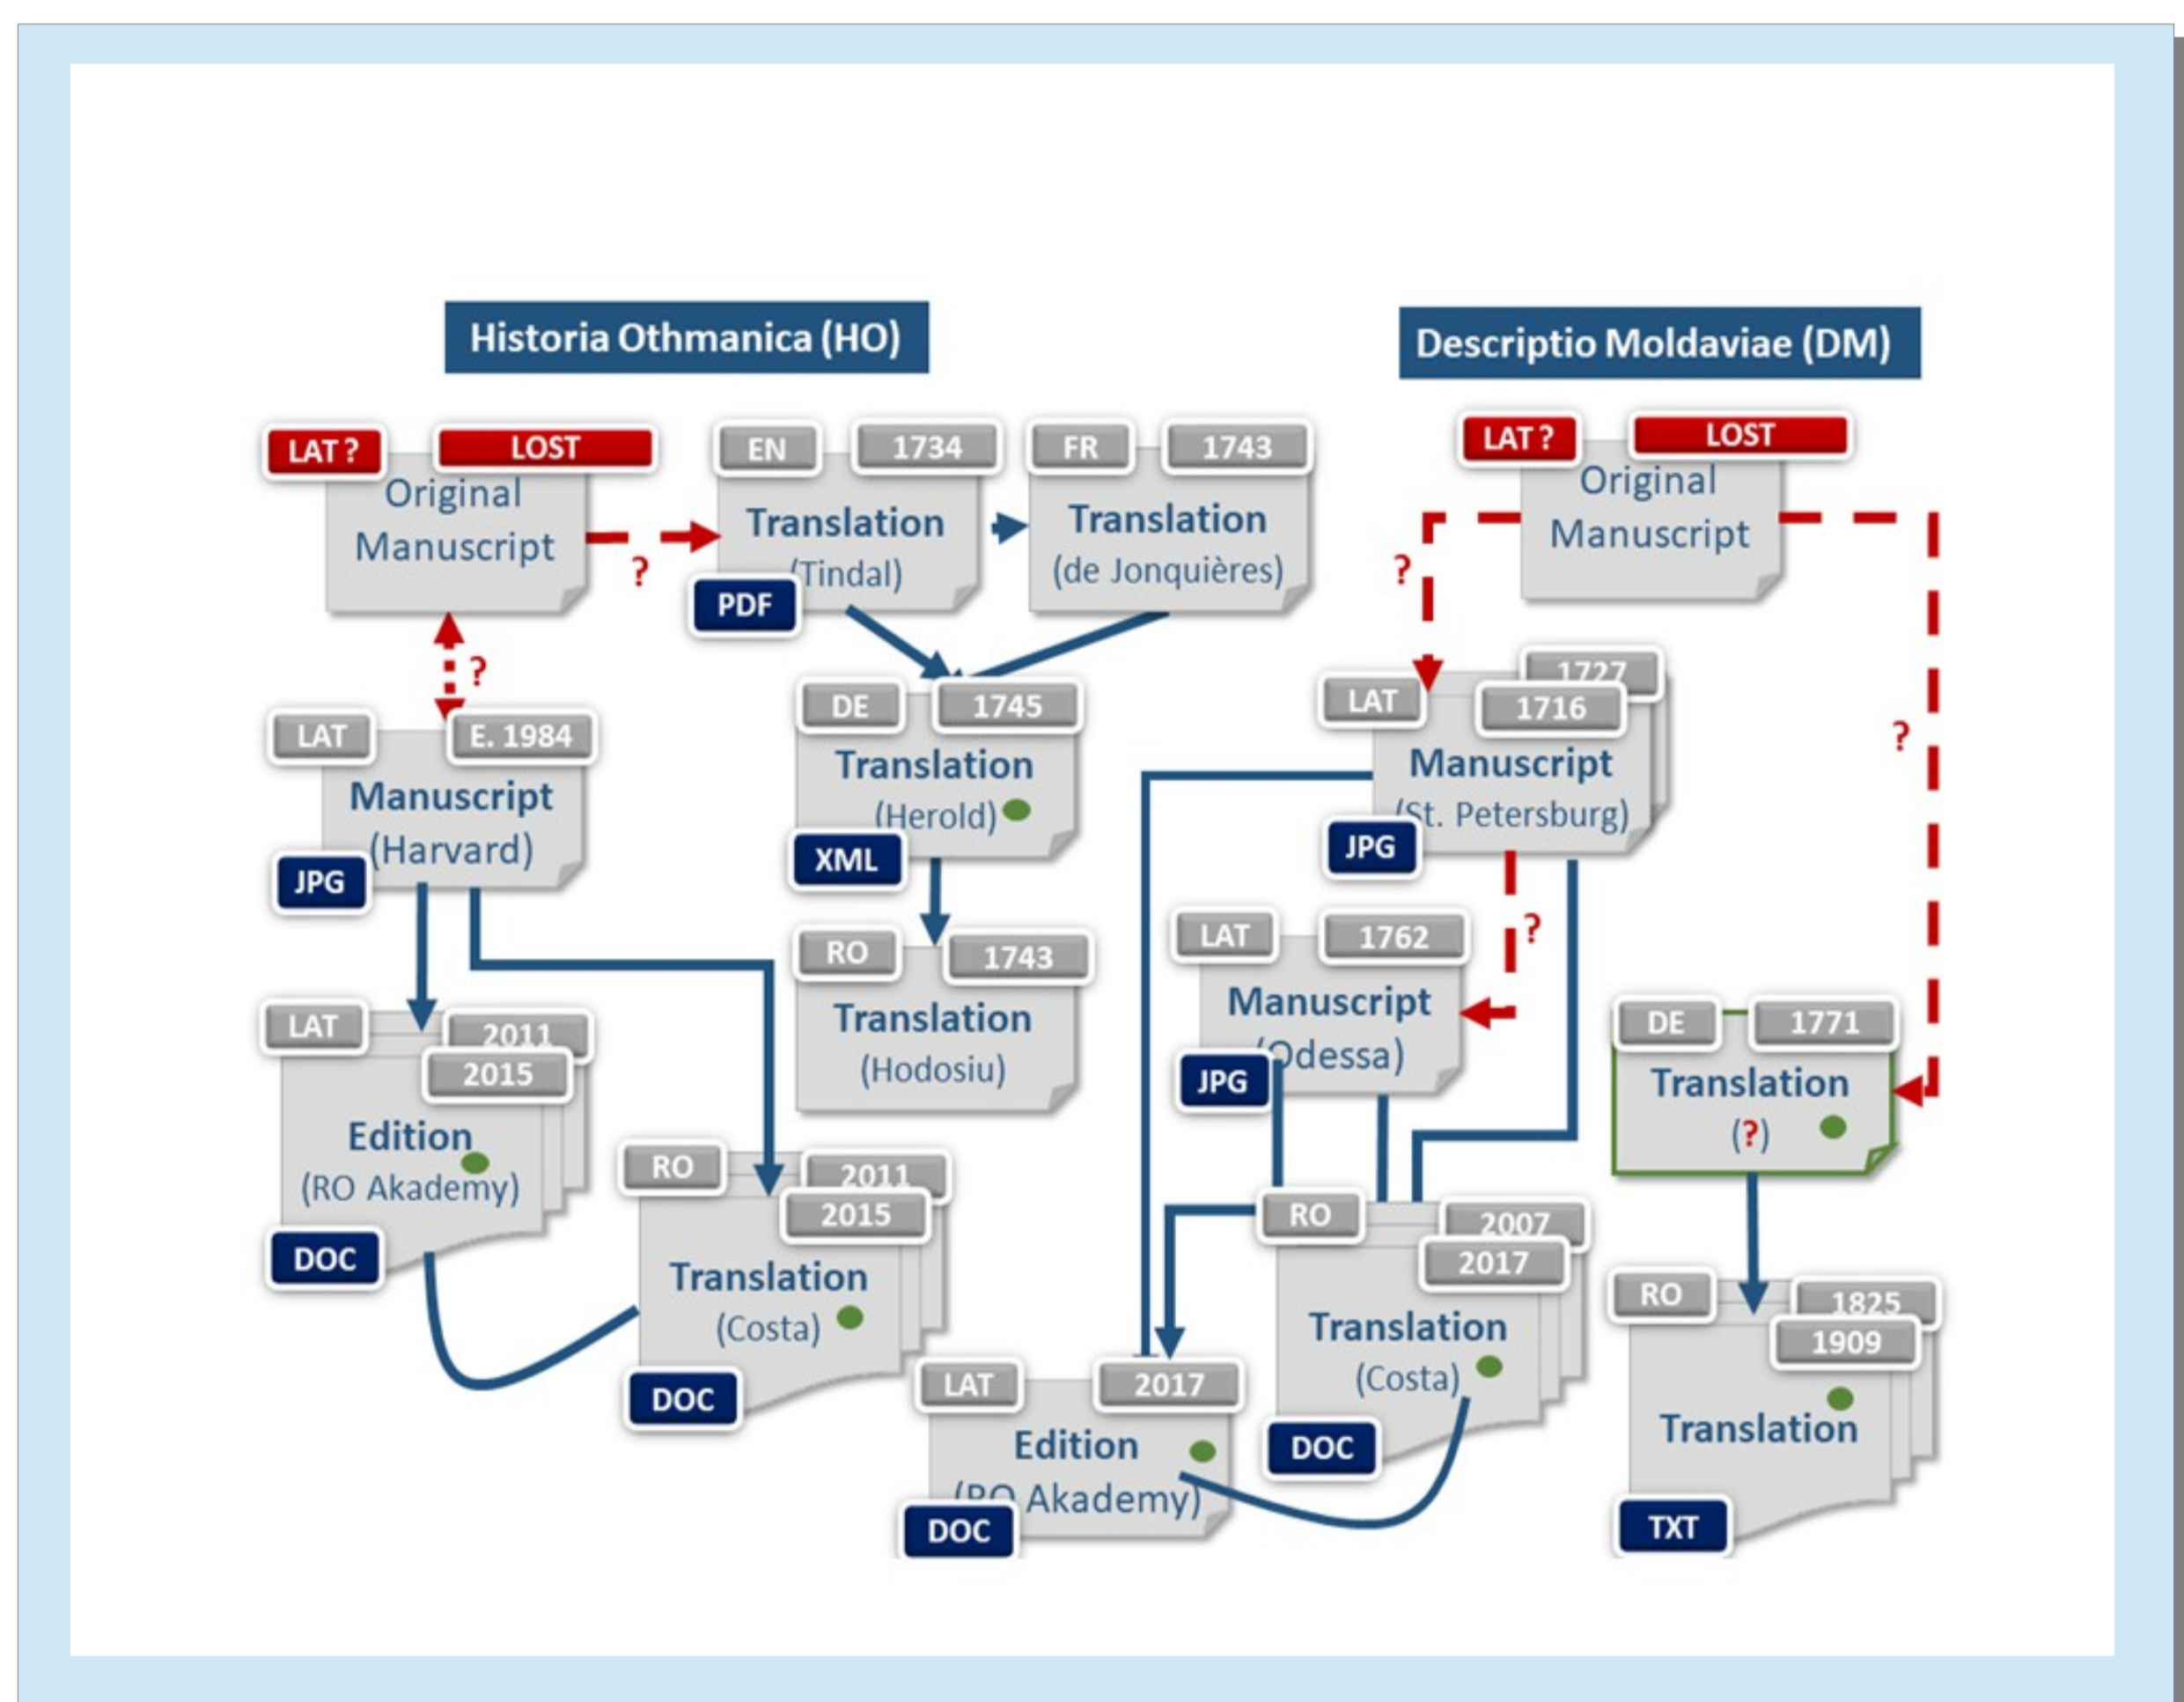 Historia Othmanica (HO)
Descriptio Moldaviae (DM)
LAT ?
LOST
Original
Manuscript
?
EN
1734
Translation
(Tindal)
PDF
FR
1743
Translation
(de Jonquières)
LAT ?
LOST
Original
Manuscript
?
?
?
LAT
E. 1984
Manuscript
(Harvard)
JPG
DE
1745
Translation
(Herold)
XML
LAT
1727
1716
Manuscript
(St. Petersburg)
JPG
?
RO
1743
Translation
(Hodosiu)
LAT
1762
Manuscript
(Odessa)
JPG
LAT
2011
2015
Edition
(RO Akademy)
DOC
DE
1771
Translation
(?)
RO
2011
2015
Translation
(Costa)
DOC
RO
2007
2017
Translation
(Costa)
DOC
RO
1825
1909
Translation
TXT
LAT
2017
Edition
(RO Akademy)
DOC